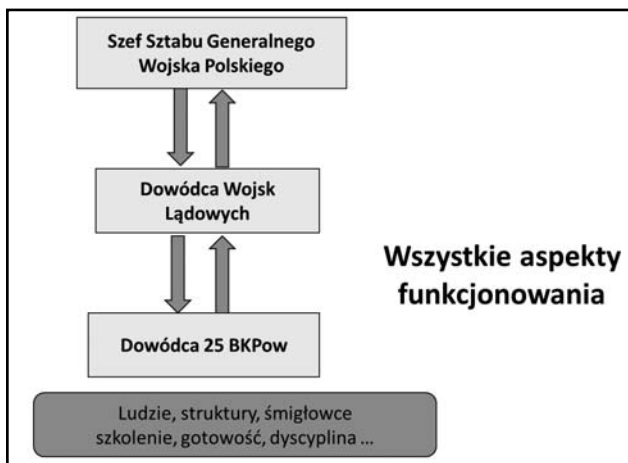 Szef Sztabu Generalnego
Wojska Polskiego
Dowódca Wojsk
Lądowych
Wszystkie aspekty
funkcjonowania
Dowódca 25 BKPow
Ludzie, struktury, śmigłowce
szkolenie, gotowość, dyscyplina ...